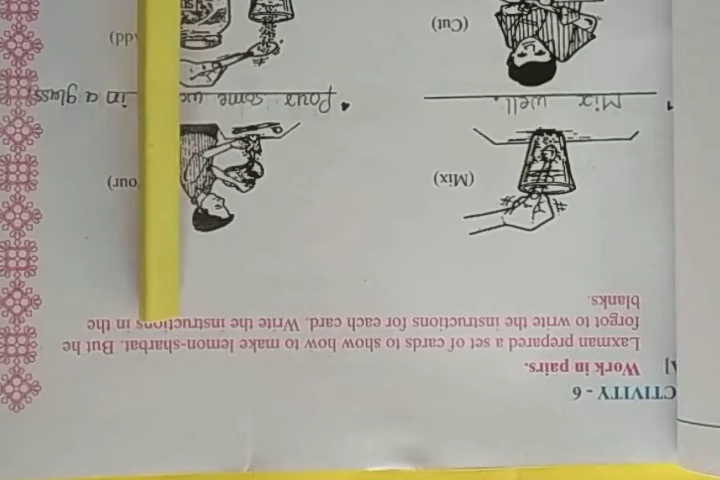 CTIVITY - 6
A] Work in pairs.
Laxman prepared a set of cards to show how to make lemon-sharbat. But he
forgot to write the instructions for each card. Write the instructions in the
blanks.
(Mix)
our)
Mix well.
Pour some in a glass
(Cut)
Add)